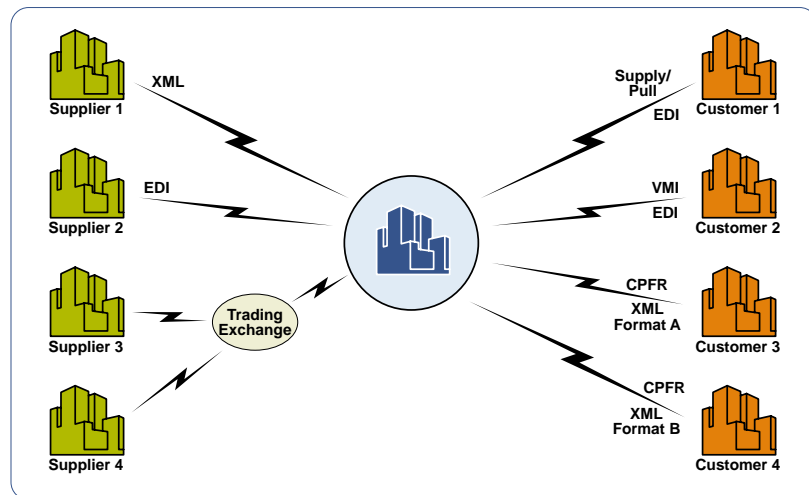 XML
Supplier 1
EDI
Supplier 2
Trading
Exchange
Supplier 3
Supplier 4
Supply/
Pull
EDI
Customer 1
VMI
EDI
Customer 2
CPFR
XML
Format A
Customer 3
CPFR
XML
Format B
Customer 4